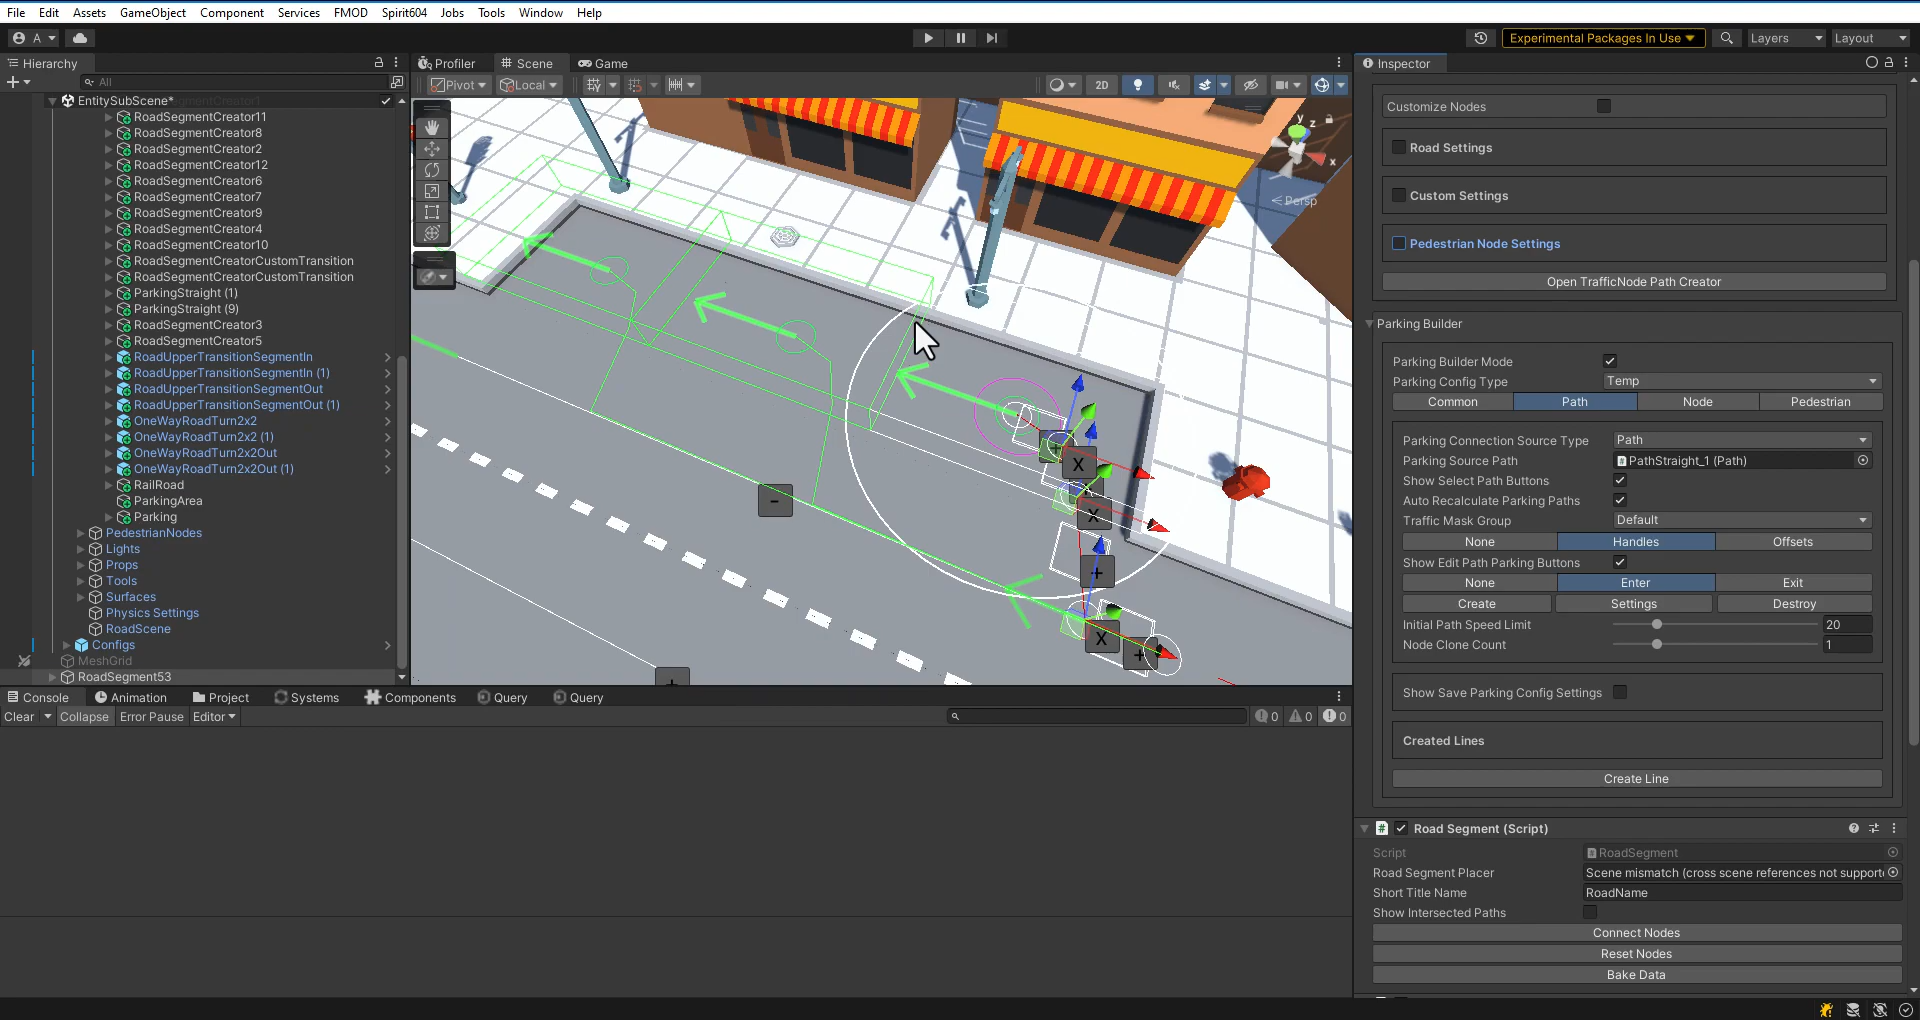 File Edit Assets GameObject Component Services FMOD Spirit604 Jobs Tools Window Help
A Experimental Packages In Use Layers Layout
Hierarchy
All
EntitySubScene*
RoadSegmentCreator11
RoadSegmentCreator8
RoadSegmentCreator2
RoadSegmentCreator12
RoadSegmentCreator6
RoadSegmentCreator7
RoadSegmentCreator9
RoadSegmentCreator4
RoadSegmentCreator10
RoadSegmentCreatorCustomTransition
RoadSegmentCreatorCustomTransition
ParkingStraight (1)
ParkingStraight (9)
RoadSegmentCreator3
RoadSegmentCreator5
RoadUpperTransitionSegmentIn
RoadUpperTransitionSegmentIn (1)
RoadUpperTransitionSegmentOut
RoadUpperTransitionSegmentOut (1)
OneWayRoadTurn2x2
OneWayRoadTurn2x2 (1)
OneWayRoadTurn2x2Out
OneWayRoadTurn2x2Out (1)
RailRoad
ParkingArea
Parking
PedestrianNodes
Lights
Props
Tools
Surfaces
Physics Settings
RoadScene
Configs
MeshGrid
RoadSegment53
Profiler Scene Game
Pivot Local 2D
y
z
x
Persp
X
X
+
X
+
-
+
Console Animation Project Systems Components Query Query
Clear Collapse Error Pause Editor 0 0 0
Inspector
Customize Nodes
Road Settings
Custom Settings
Pedestrian Node Settings
Open TrafficNode Path Creator
Parking Builder
Parking Builder Mode
Parking Config Type Temp
Common Path Node Pedestrian
Parking Connection Source Type Path
Parking Source Path PathStraight_1 (Path)
Show Select Path Buttons
Auto Recalculate Parking Paths
Traffic Mask Group Default
None Handles Offsets
Show Edit Path Parking Buttons
None Enter Exit
Create Settings Destroy
Initial Path Speed Limit 20
Node Clone Count 1
Show Save Parking Config Settings
Created Lines
Create Line
# Road Segment (Script)
Script RoadSegment
Road Segment Placer Scene mismatch (cross scene references not support
Short Title Name RoadName
Show Intersected Paths
Connect Nodes
Reset Nodes
Bake Data